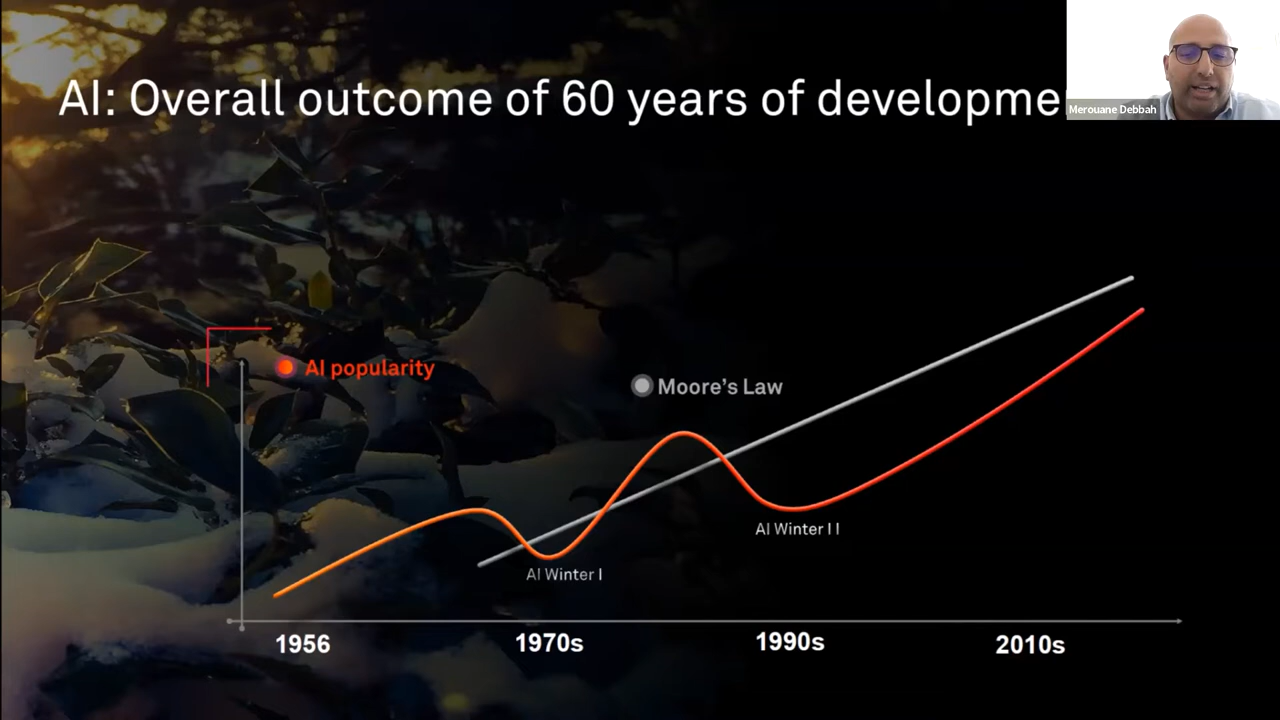 AI: Overall outcome of 60 years of developme
Merouane Debbah
AI popularity
Moore's Law
AI Winter I I
AI Winter I
1956 1970s 1990s 2010s